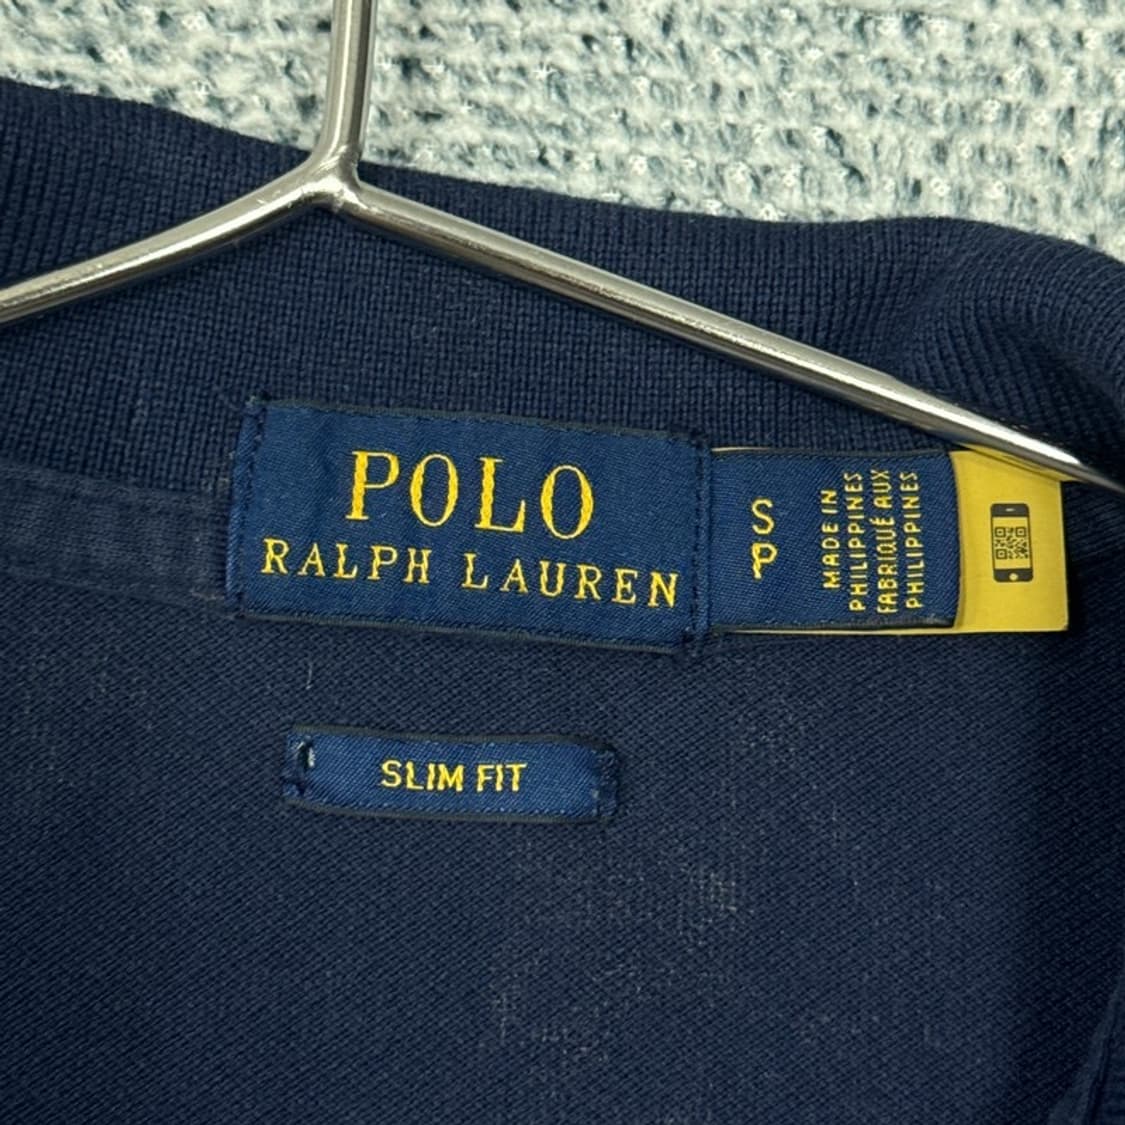 POLO
RALPH LAUREN
S
P
MADE IN
PHILIPPINES
FABRIQUÉ AUX
PHILIPPINES
SLIM FIT